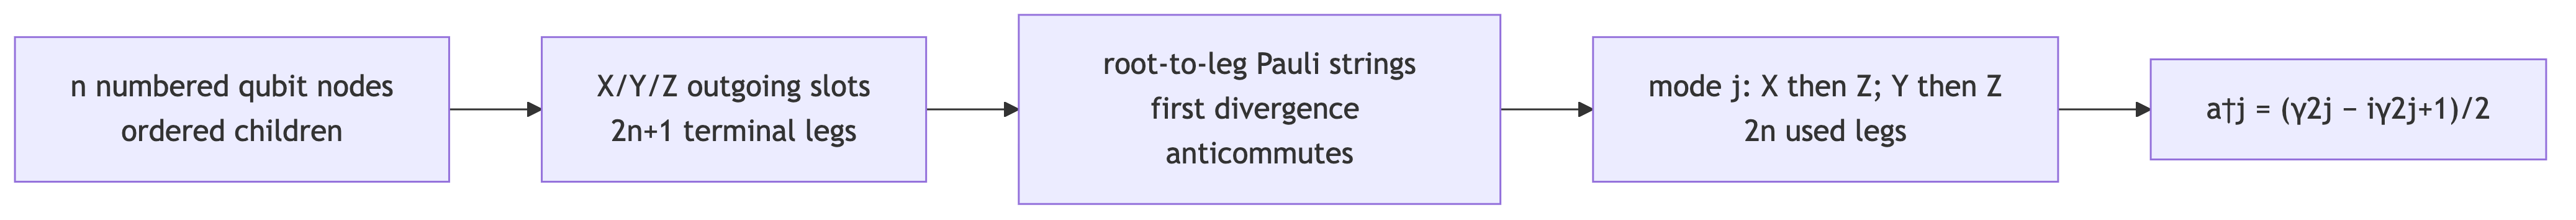 n numbered qubit nodes
ordered children
X/Y/Z outgoing slots
2n+1 terminal legs
root-to-leg Pauli strings
first divergence
anticommutes
mode j: X then Z; Y then Z
2n used legs
a†j = (γ2j − iγ2j+1)/2